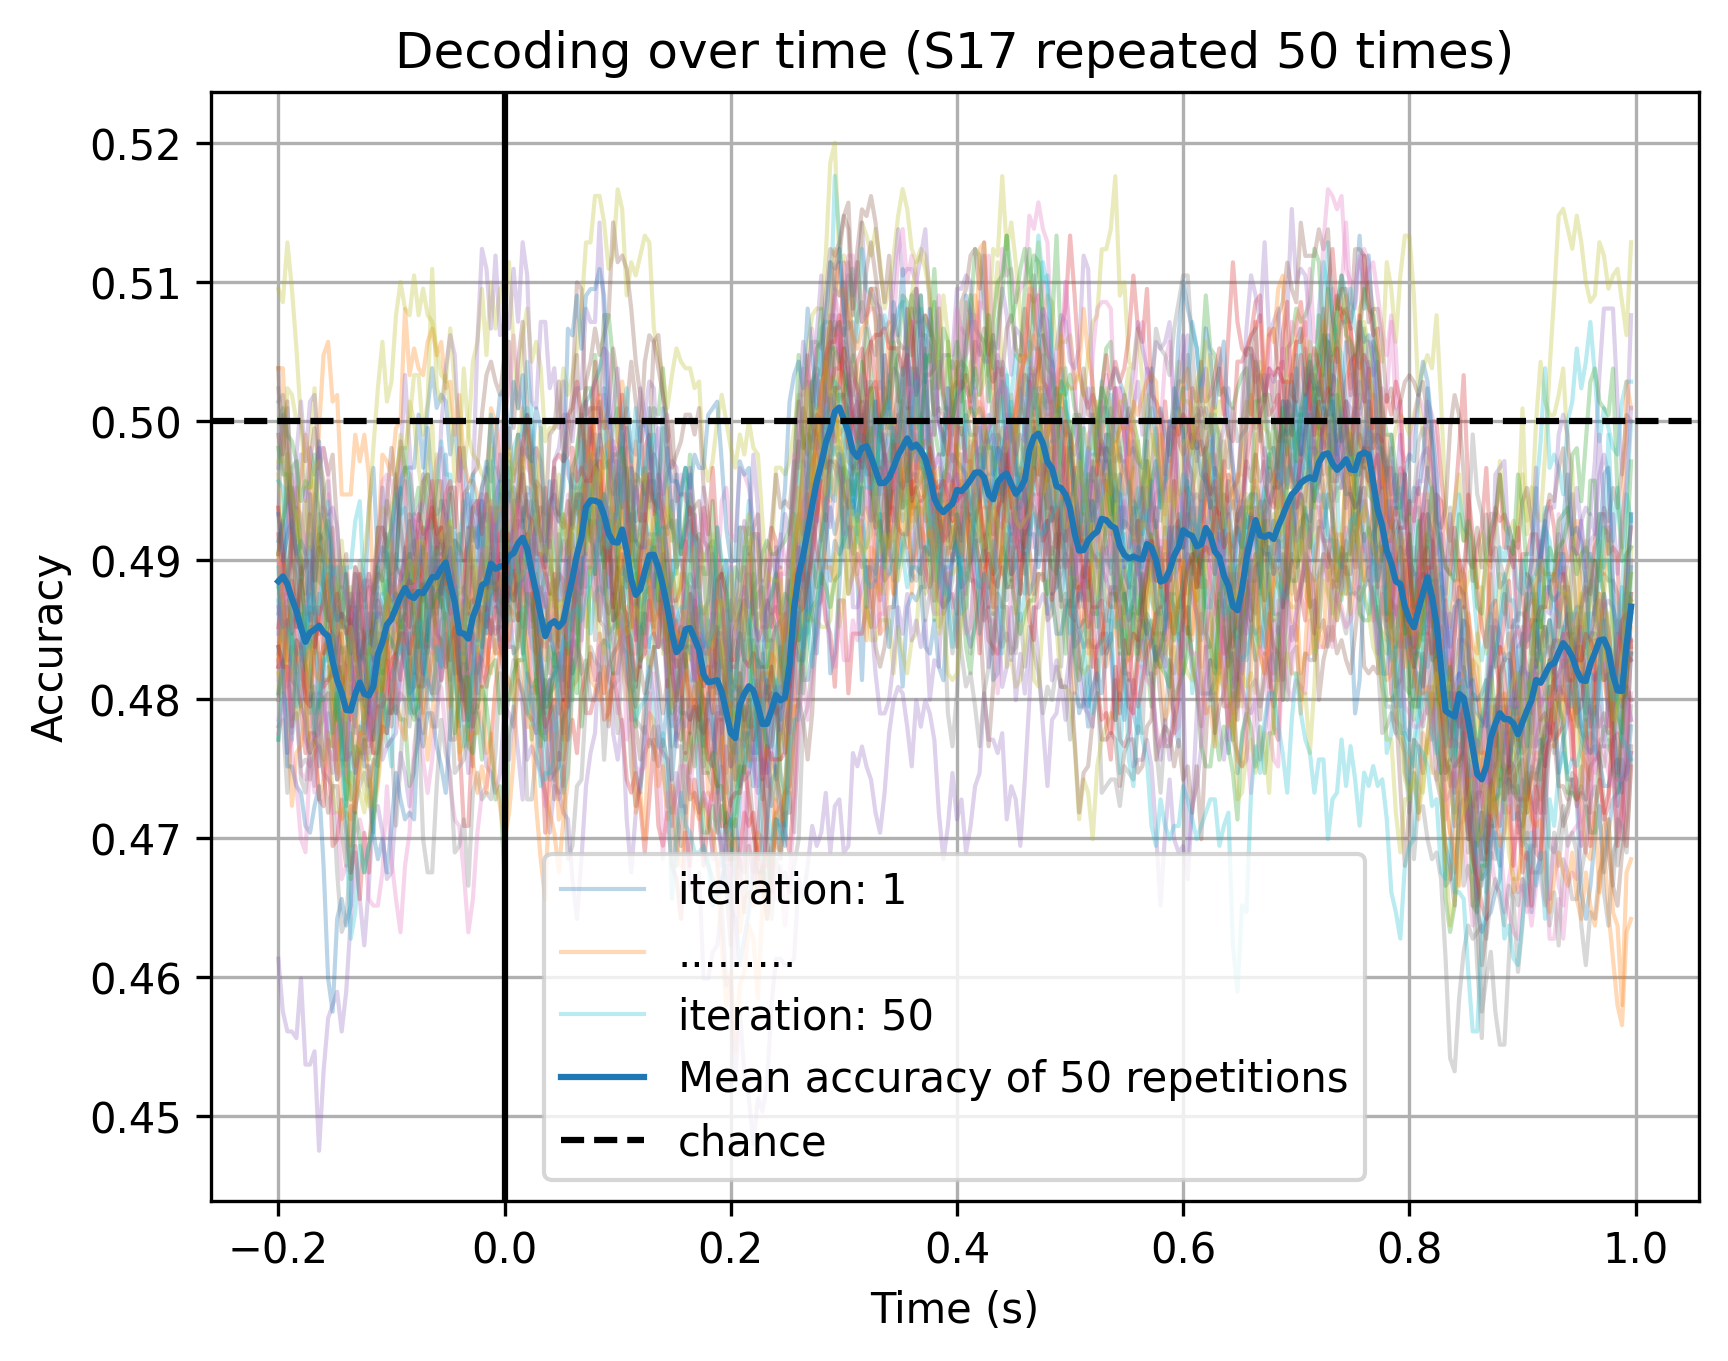 Decoding over time (S17 repeated 50 times)
0.52
0.51
0.50
0.49
0.48
0.47
0.46
0.45
Accuracy
iteration: 1
.........
iteration: 50
Mean accuracy of 50 repetitions
chance
−0.2 0.0 0.2 0.4 0.6 0.8 1.0
Time (s)